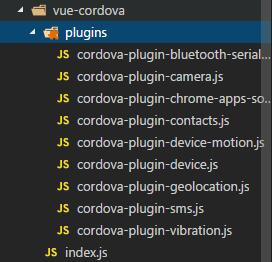 vue-cordova
plugins
JS cordova-plugin-bluetooth-serial...
JS cordova-plugin-camera.js
JS cordova-plugin-chrome-apps-so...
JS cordova-plugin-contacts.js
JS cordova-plugin-device-motion.js
JS cordova-plugin-device.js
JS cordova-plugin-geolocation.js
JS cordova-plugin-sms.js
JS cordova-plugin-vibration.js
JS index.js